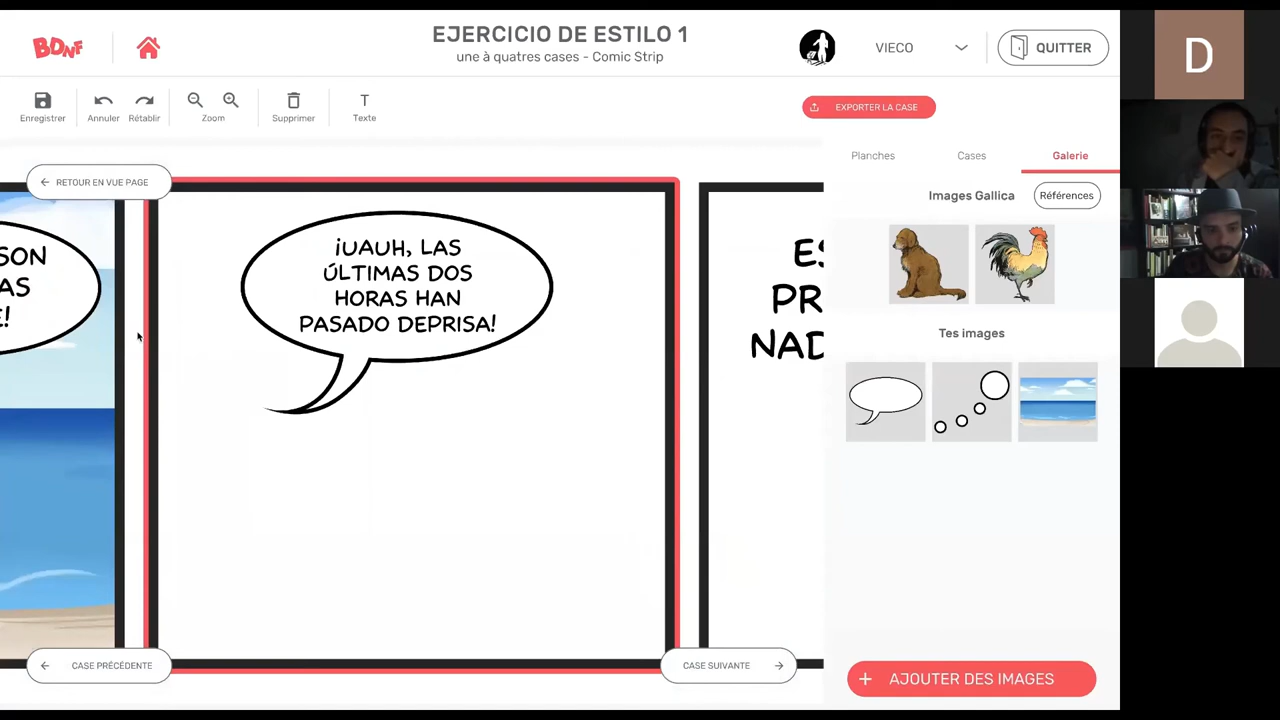 BDnF
EJERCICIO DE ESTILO 1
une à quatres cases - Comic Strip
VIECO
QUITTER
D
Enregistrer
Annuler
Rétablir
Zoom
Supprimer
T
Texte
EXPORTER LA CASE
Planches
Cases
Galerie
RETOUR EN VUE PAGE
Images Gallica
Références
SON
AS
E!
¡UAUH, LAS
ÚLTIMAS DOS
HORAS HAN
PASADO DEPRISA!
ES
PR
NAD
Tes images
CASE PRÉCÉDENTE
CASE SUIVANTE
+ AJOUTER DES IMAGES